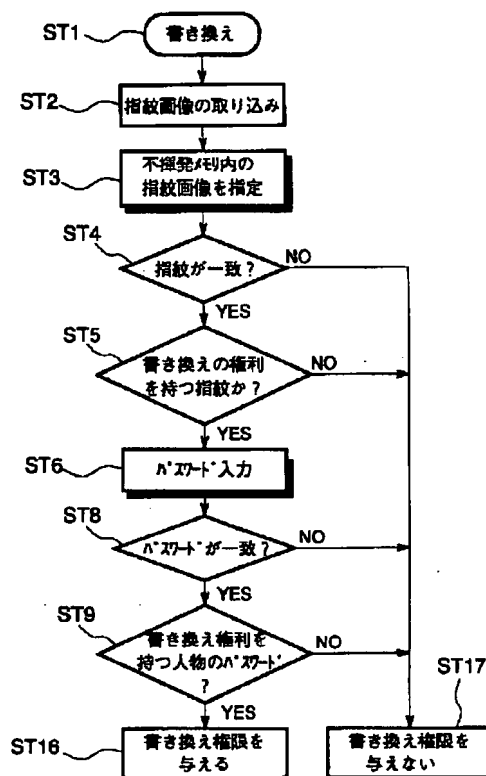 ST1
書き換え
ST2
指紋画像の取り込み
ST3
不揮発メモリ内の
指紋画像を指定
ST4
指紋が一致?
NO
YES
ST5
書き換えの権利
を持つ指紋か?
NO
YES
ST6
パスワード入力
ST8
パスワードが一致?
NO
YES
ST9
書き換え権利を
持つ人物のパスワード
?
NO
YES
ST16
書き換え権限を
与える
ST17
書き換え権限を
与えない